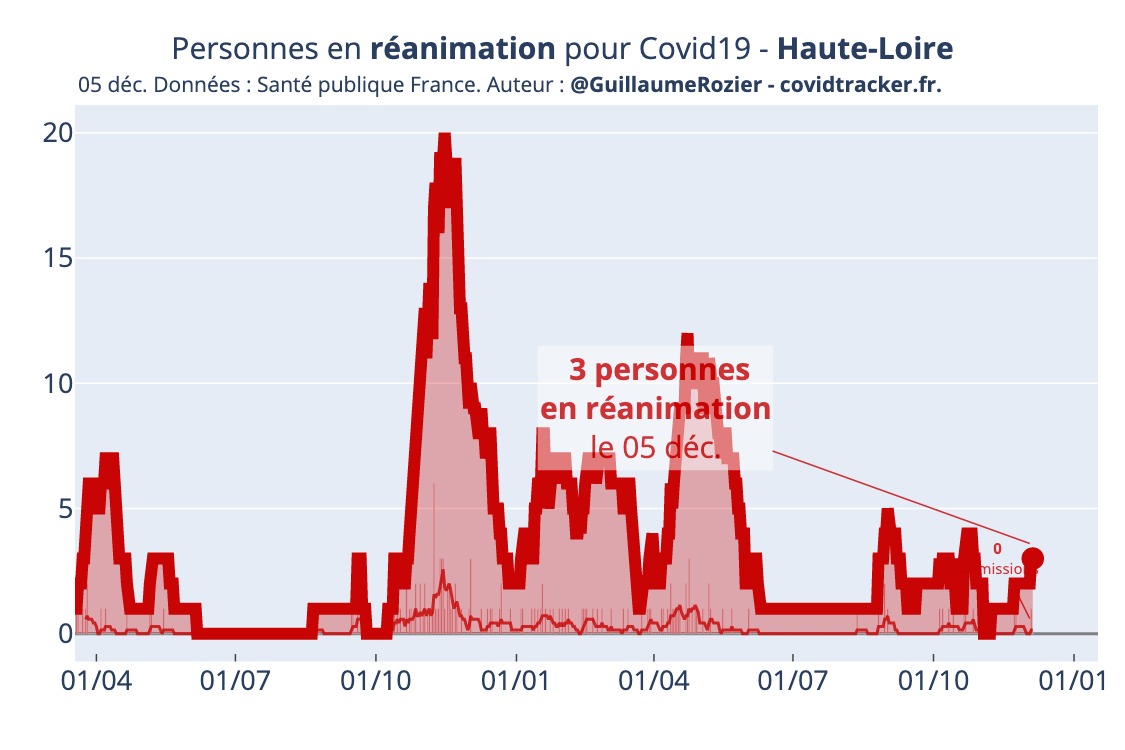 Personnes en réanimation pour Covid19 - Haute-Loire
05 déc. Données : Santé publique France. Auteur : @GuillaumeRozier - covidtracker.fr.
20
15
10
5
0
3 personnes
en réanimation
le 05 déc.
0
01/04
01/07
01/10
01/01
01/04
01/07
01/10
01/01